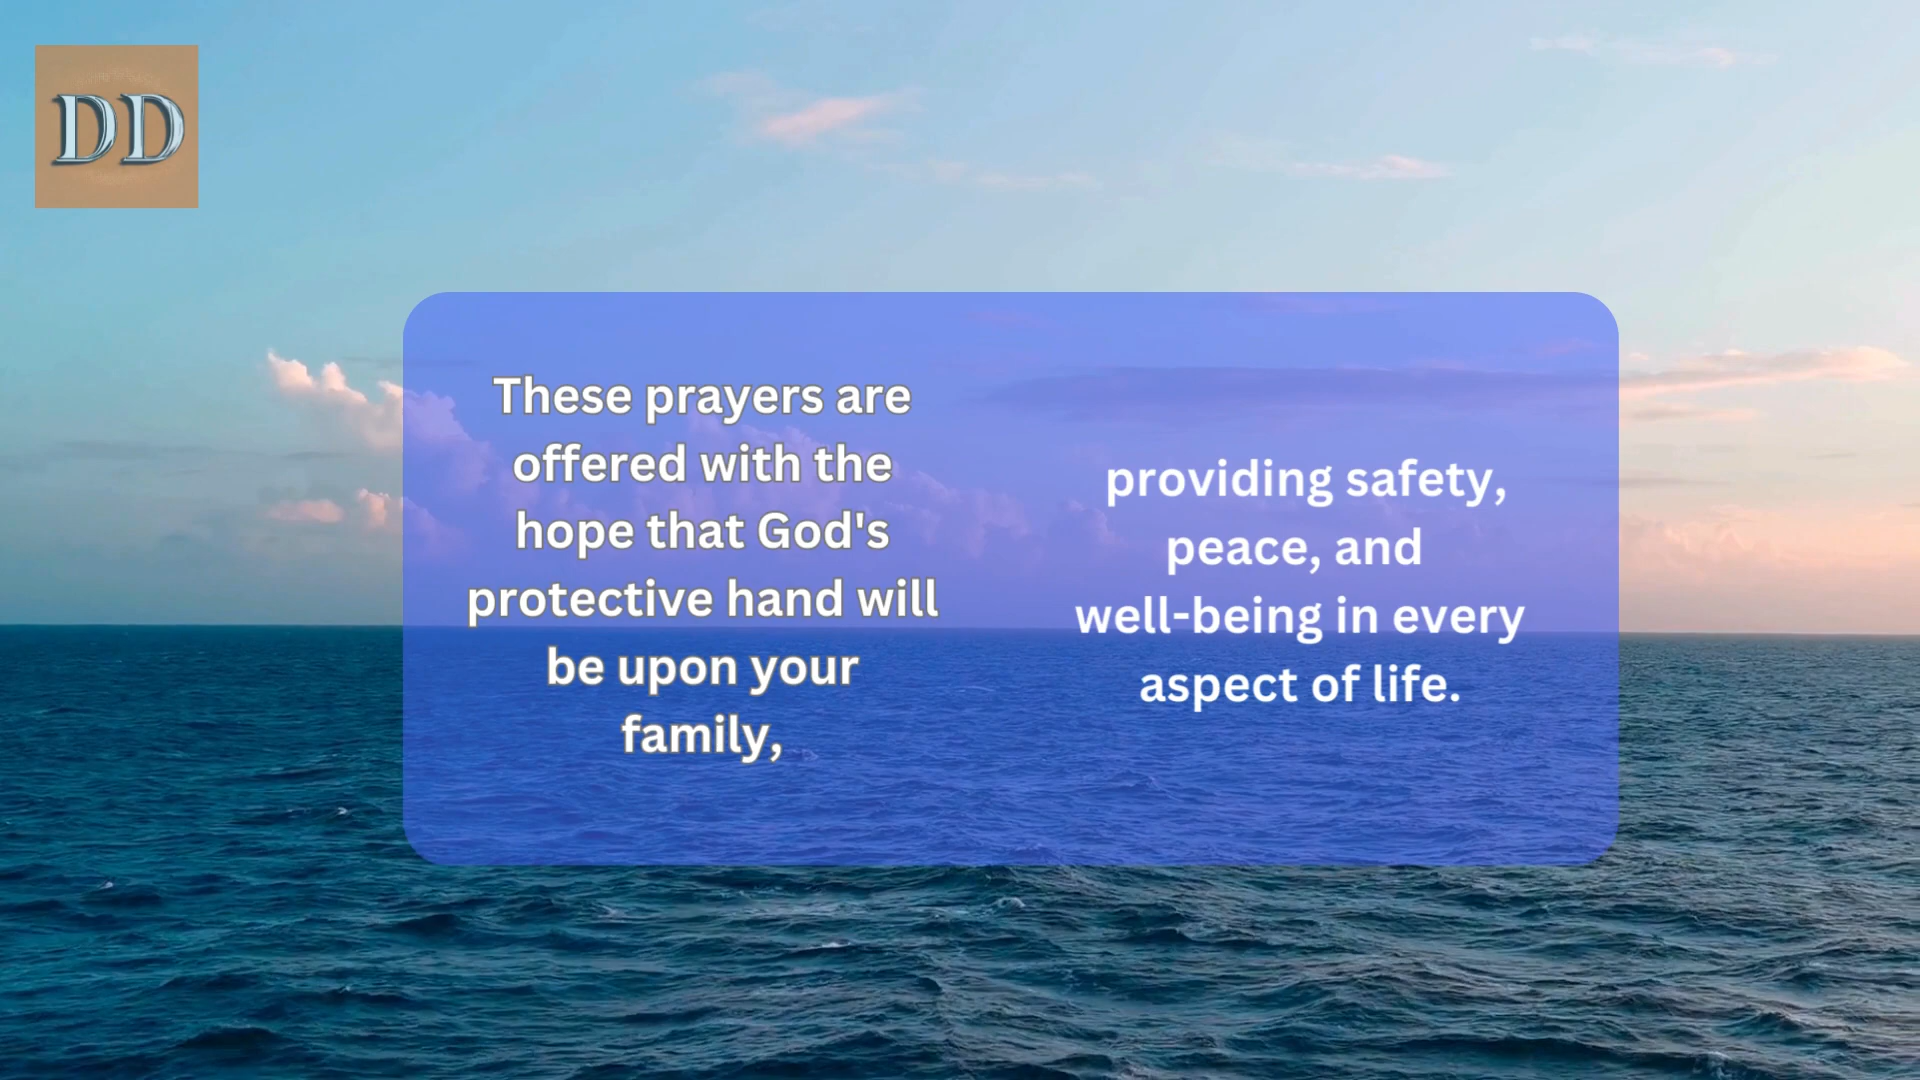 DD
These prayers are
offered with the
hope that God's
protective hand will
be upon your
family,
providing safety,
peace, and
well-being in every
aspect of life.